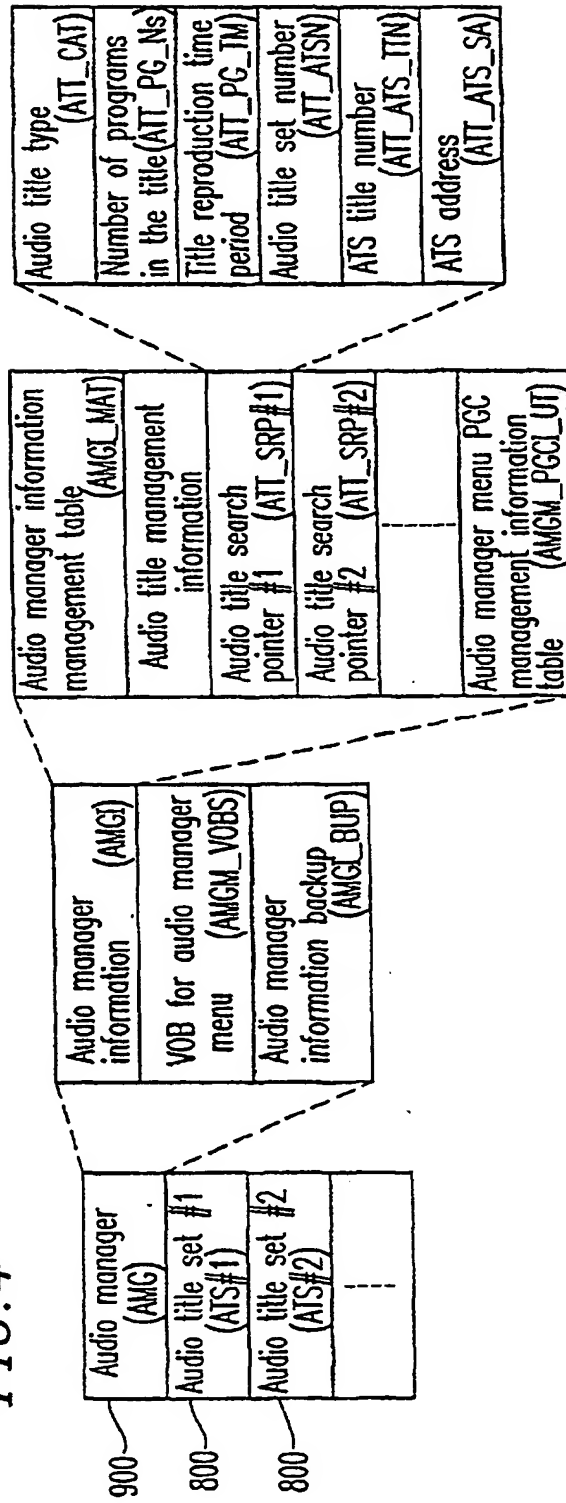 FIG.4
900
Audio manager
(AMG)
800
Audio title set #1
(ATS#1)
800
Audio title set #2
(ATS#2)
Audio manager
information (AMGI)
VOB for audio manager
menu (AMGM_VOBS)
Audio manager
information backup
(AMGI_BUP)
Audio manager information
management table
(AMGI_MAT)
Audio title management
information
Audio title search
pointer #1 (ATT_SRP#1)
Audio title search
pointer #2 (ATT_SRP#2)
Audio manager menu PGC
management information
table (AMGM_PGCI_UT)
Audio title type
(ATT_CAT)
Number of programs
in the title(ATT_PG_Ns)
Title reproduction time
period (ATT_PG_TM)
Audio title set number
(ATT_ATSN)
ATS title number
(ATT_ATS_TTN)
ATS address
(ATT_ATS_SA)